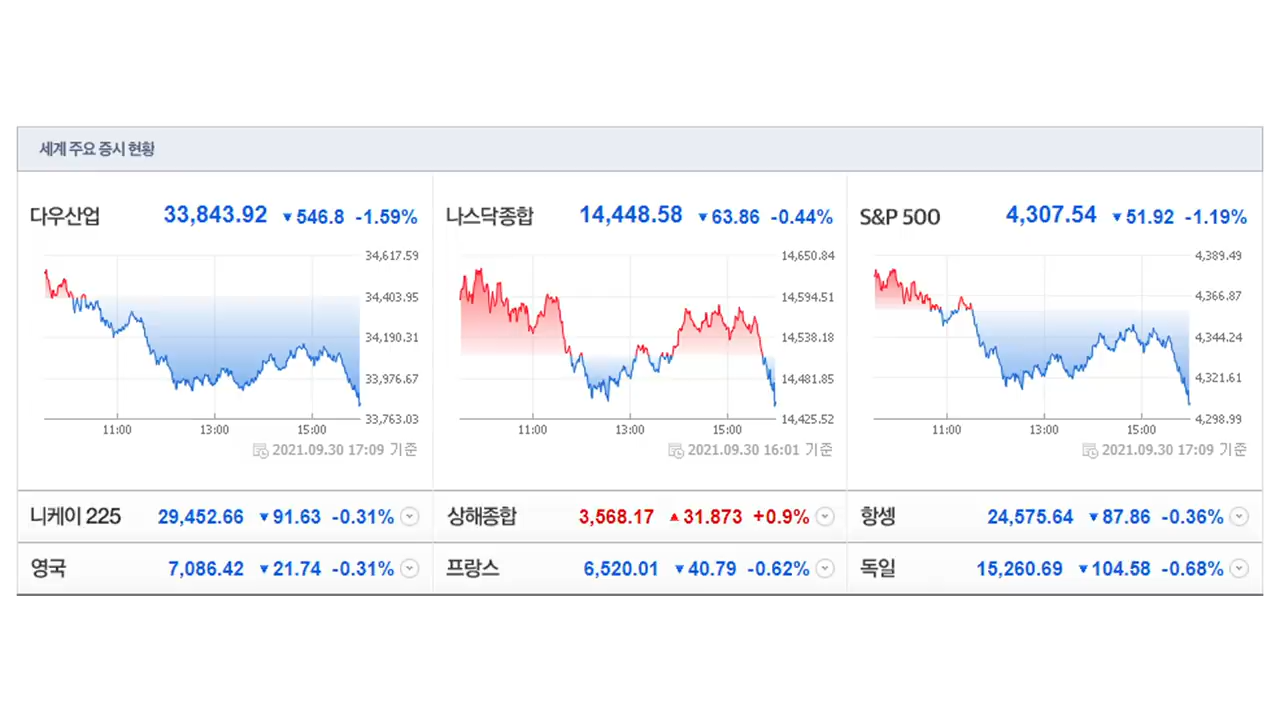 세계 주요 증시 현황
다우산업 33,843.92 ▼546.8 -1.59%
34,617.59
34,403.95
34,190.31
33,976.67
33,763.03
11:00 13:00 15:00
2021.09.30 17:09 기준
나스닥종합 14,448.58 ▼63.86 -0.44%
14,650.84
14,594.51
14,538.18
14,481.85
14,425.52
11:00 13:00 15:00
2021.09.30 16:01 기준
S&P 500 4,307.54 ▼51.92 -1.19%
4,389.49
4,366.87
4,344.24
4,321.61
4,298.99
11:00 13:00 15:00
2021.09.30 17:09 기준
니케이 225 29,452.66 ▼91.63 -0.31%
상해종합 3,568.17 ▲31.873 +0.9%
항셍 24,575.64 ▼87.86 -0.36%
영국 7,086.42 ▼21.74 -0.31%
프랑스 6,520.01 ▼40.79 -0.62%
독일 15,260.69 ▼104.58 -0.68%